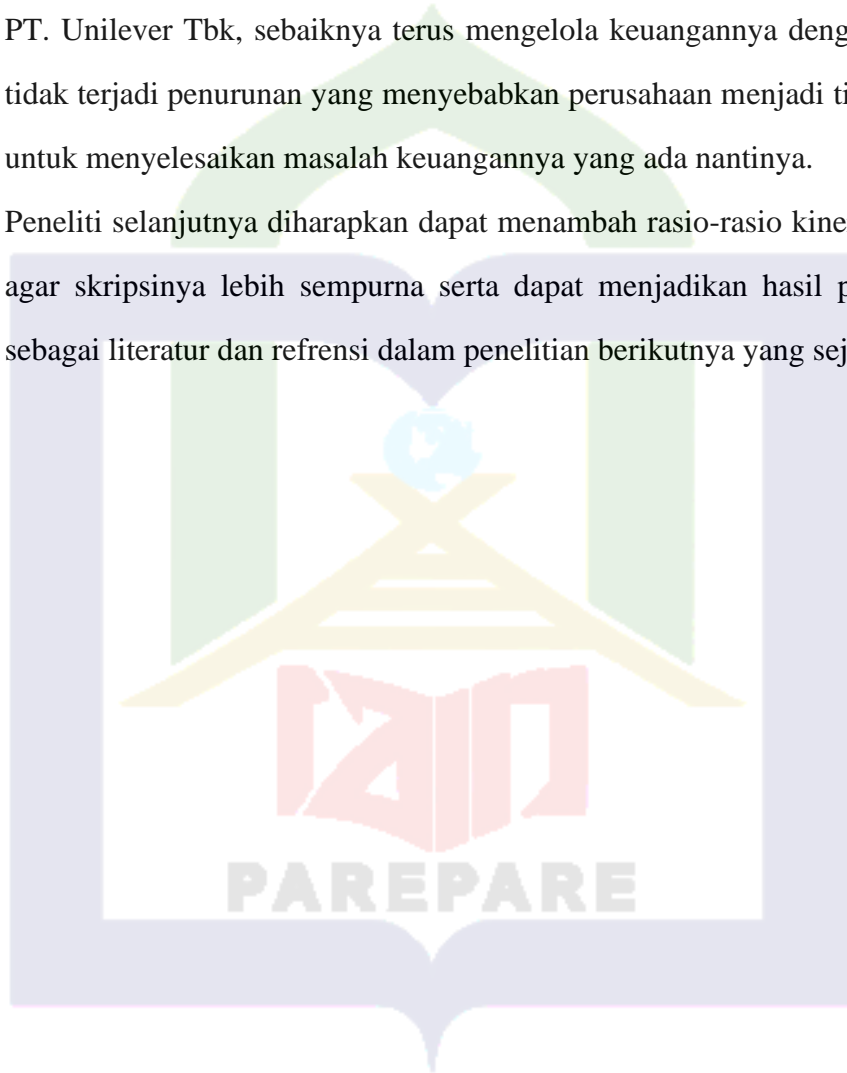 PT. Unilever Tbk, sebaiknya terus mengelola keuangannya deng
tidak terjadi penurunan yang menyebabkan perusahaan menjadi ti
untuk menyelesaikan masalah keuangannya yang ada nantinya.
Peneliti selanjutnya diharapkan dapat menambah rasio-rasio kine
agar skripsinya lebih sempurna serta dapat menjadikan hasil p
sebagai literatur dan refrensi dalam penelitian berikutnya yang sej
iain
PAREPARE